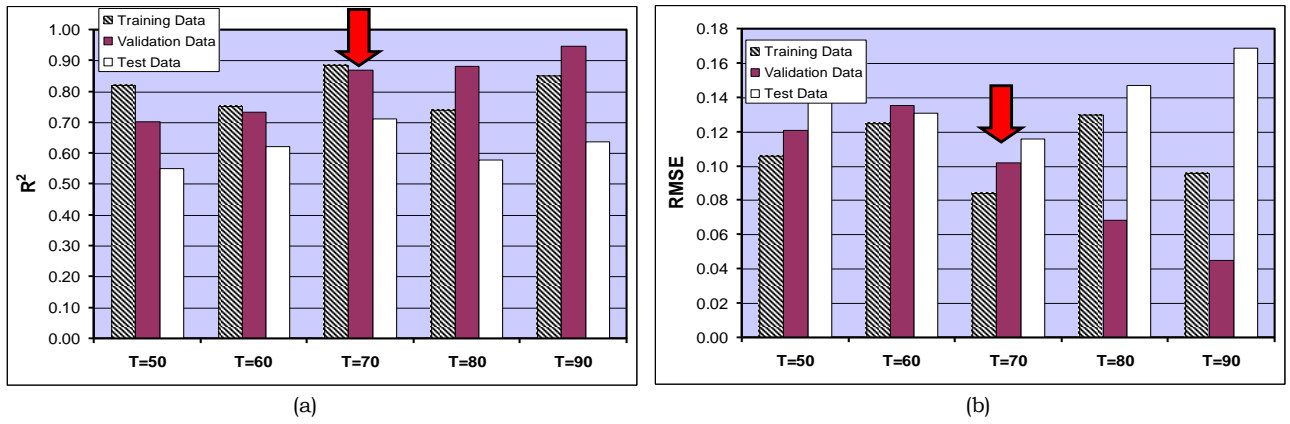 1.00
0.90
0.80
0.70
0.60
0.50
0.40
0.30
0.20
0.10
0.00
R²
Training Data
Validation Data
Test Data
T=50 T=60 T=70 T=80 T=90
(a)
0.18
0.16
0.14
0.12
0.10
0.08
0.06
0.04
0.02
0.00
RMSE
Training Data
Validation Data
Test Data
T=50 T=60 T=70 T=80 T=90
(b)